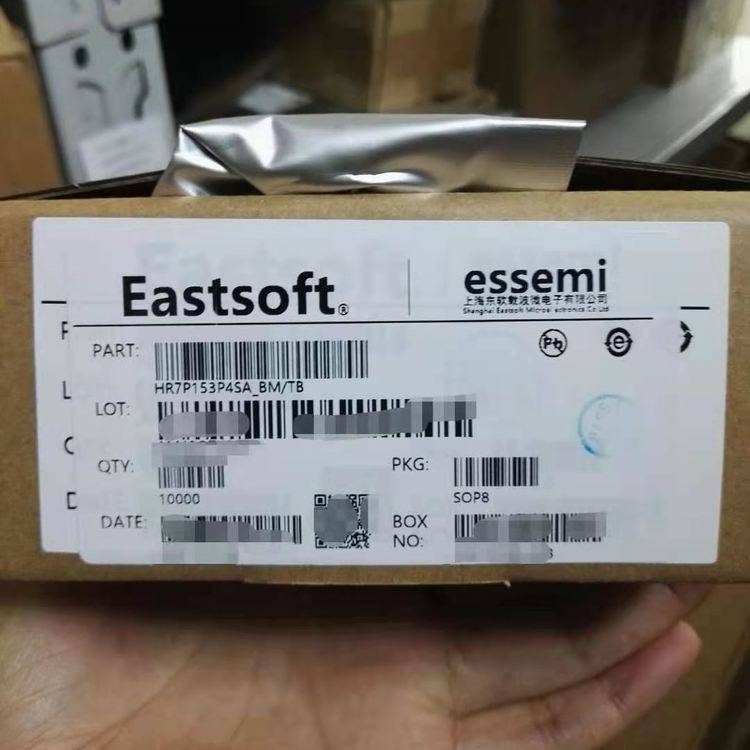 Eastsoft®
essemi
上海东软载波微电子有限公司
Shanghai Eastsoft Microelectronics Co Ltd
PART:
HR7P153P4SA_BM/TB
Pb
e
LOT:
QTY:
10000
PKG:
SOP8
DATE:
BOX
NO: